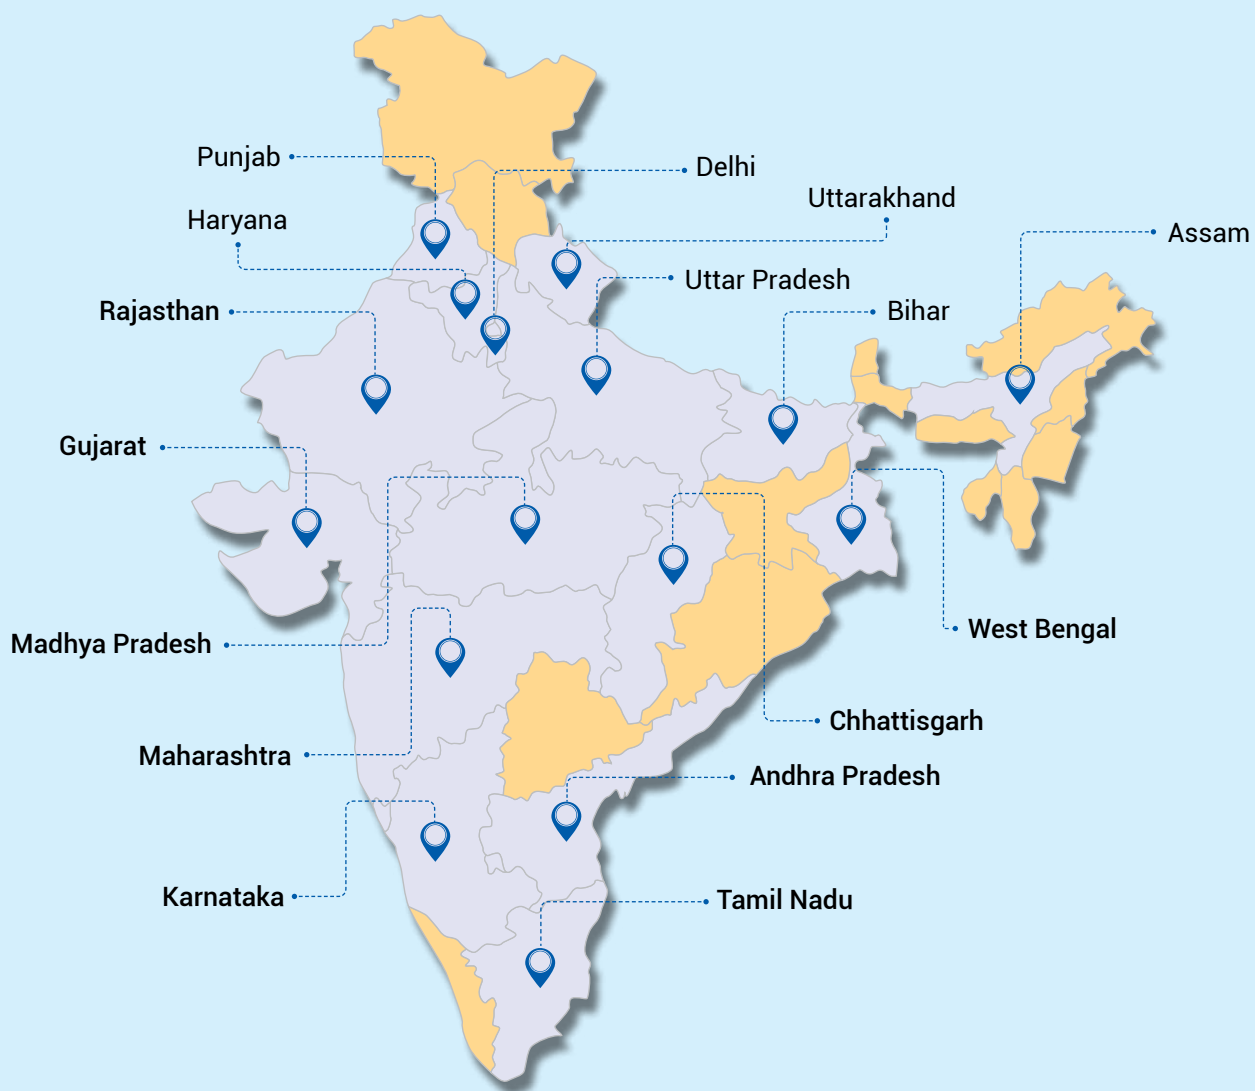 Punjab
Delhi
Uttarakhand
Haryana
Assam
Uttar Pradesh
Rajasthan
Bihar
Gujarat
West Bengal
Madhya Pradesh
Chhattisgarh
Maharashtra
Andhra Pradesh
Karnataka
Tamil Nadu